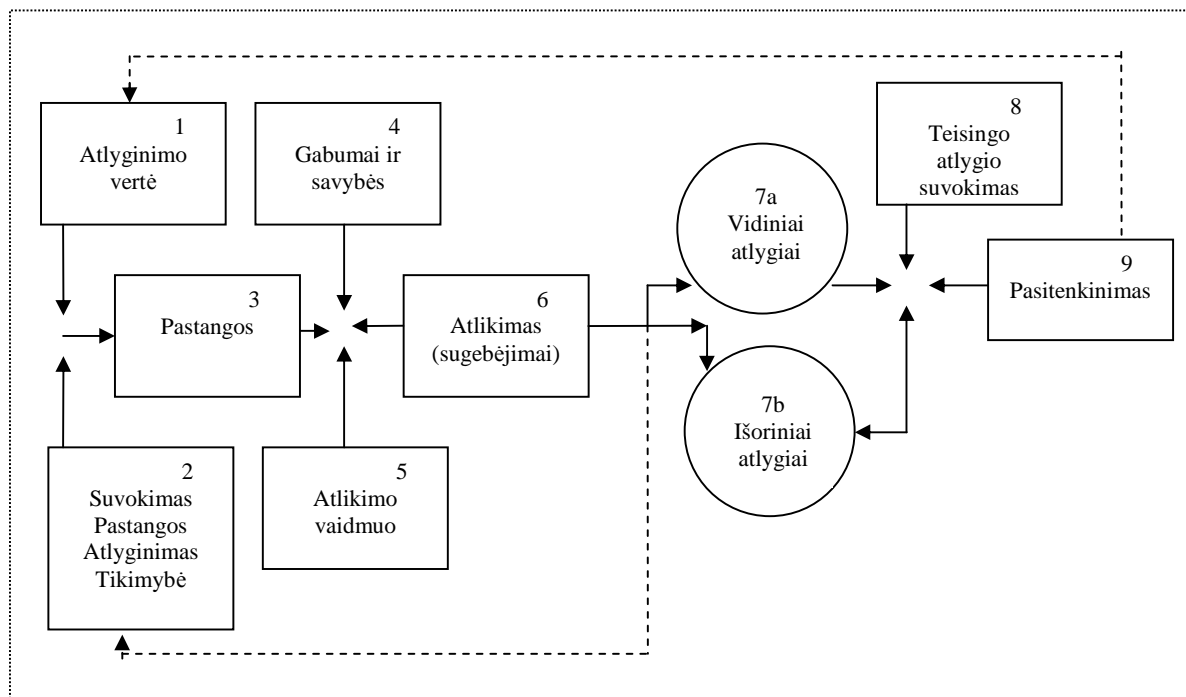 1
Atlyginimo
vertė
4
Gabumai ir
savybės
8
Teisingo
atlygio
suvokimas
7a
Vidiniai
atlygiai
3
Pastangos
6
Atlikimas
(sugebėjimai)
9
Pasitenkinimas
2
Suvokimas
Pastangos
Atlyginimas
Tikimybė
5
Atlikimo
vaidmuo
7b
Išoriniai
atlygiai